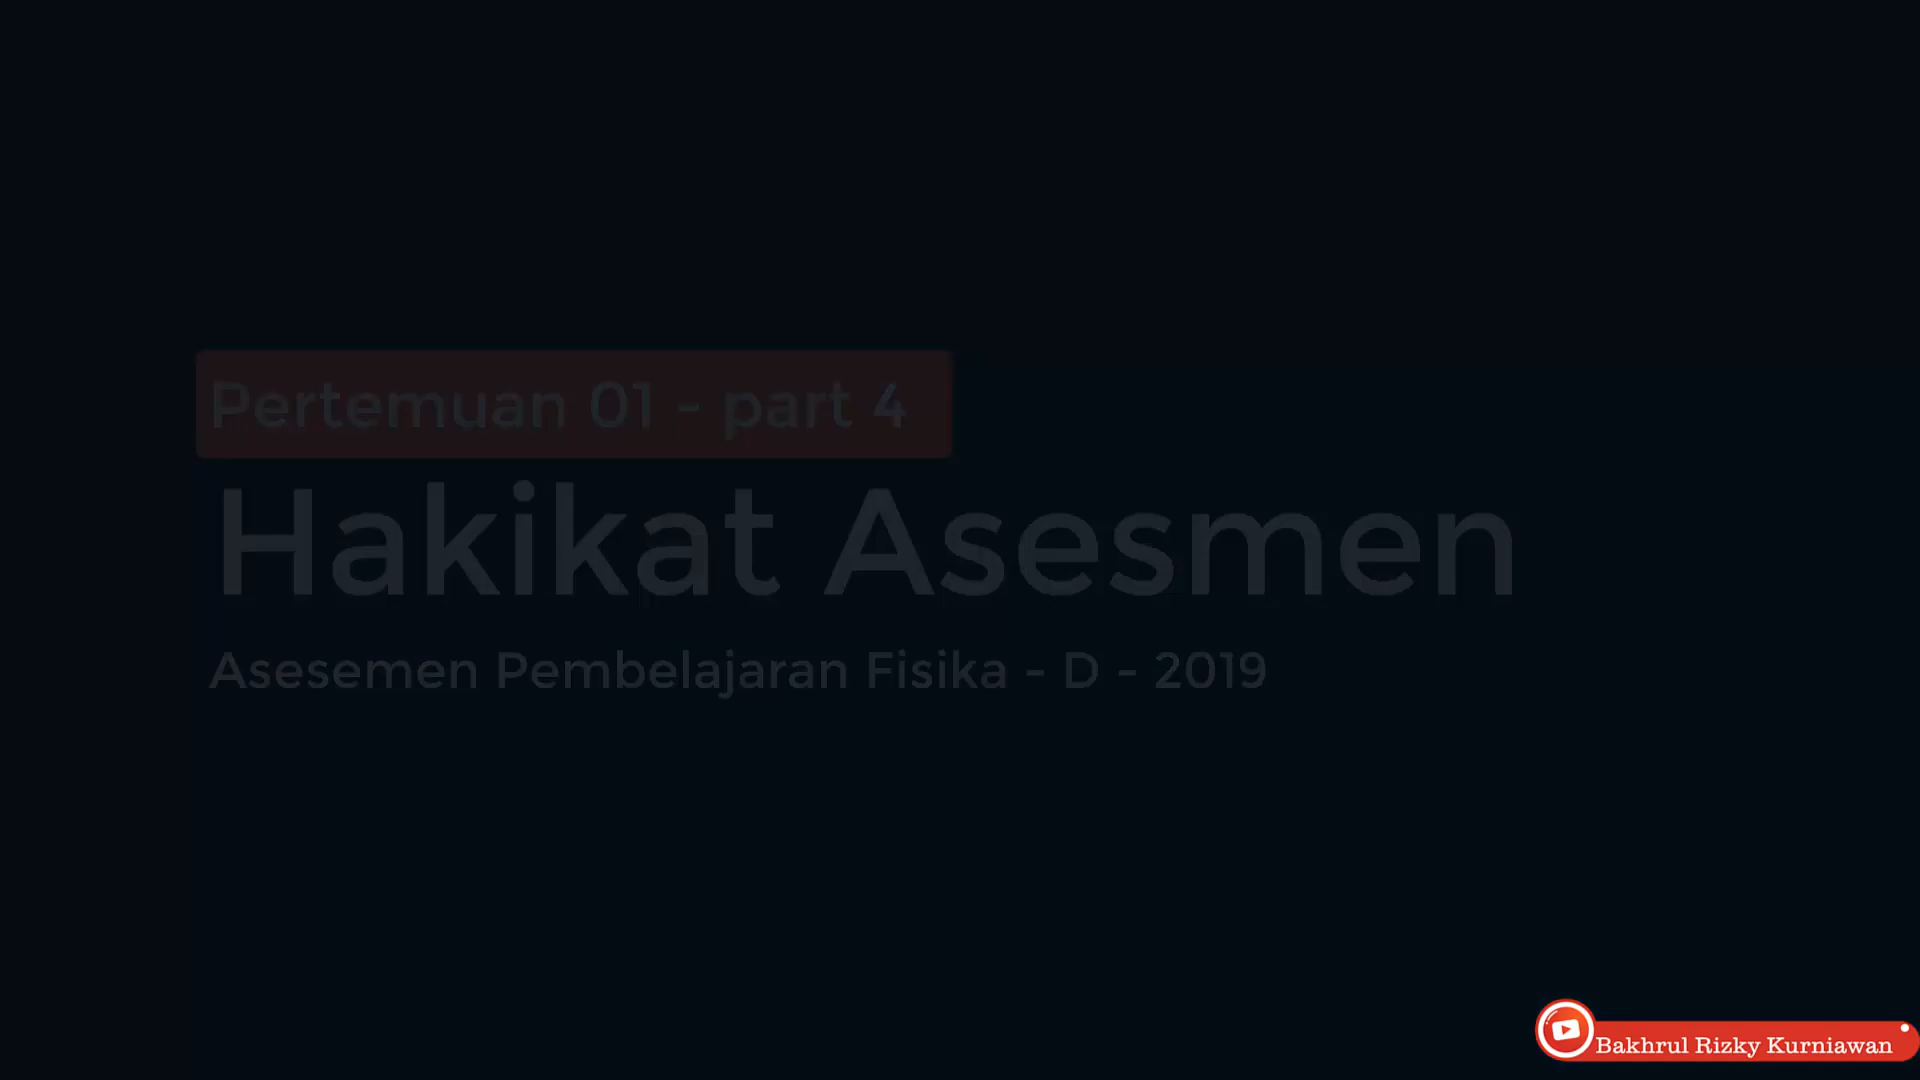 Pertemuan 01 - part 4
Hakikat Asesmen
Asesemen Pembelajaran Fisika - D - 2019
Bakhrul Rizky Kurniawan